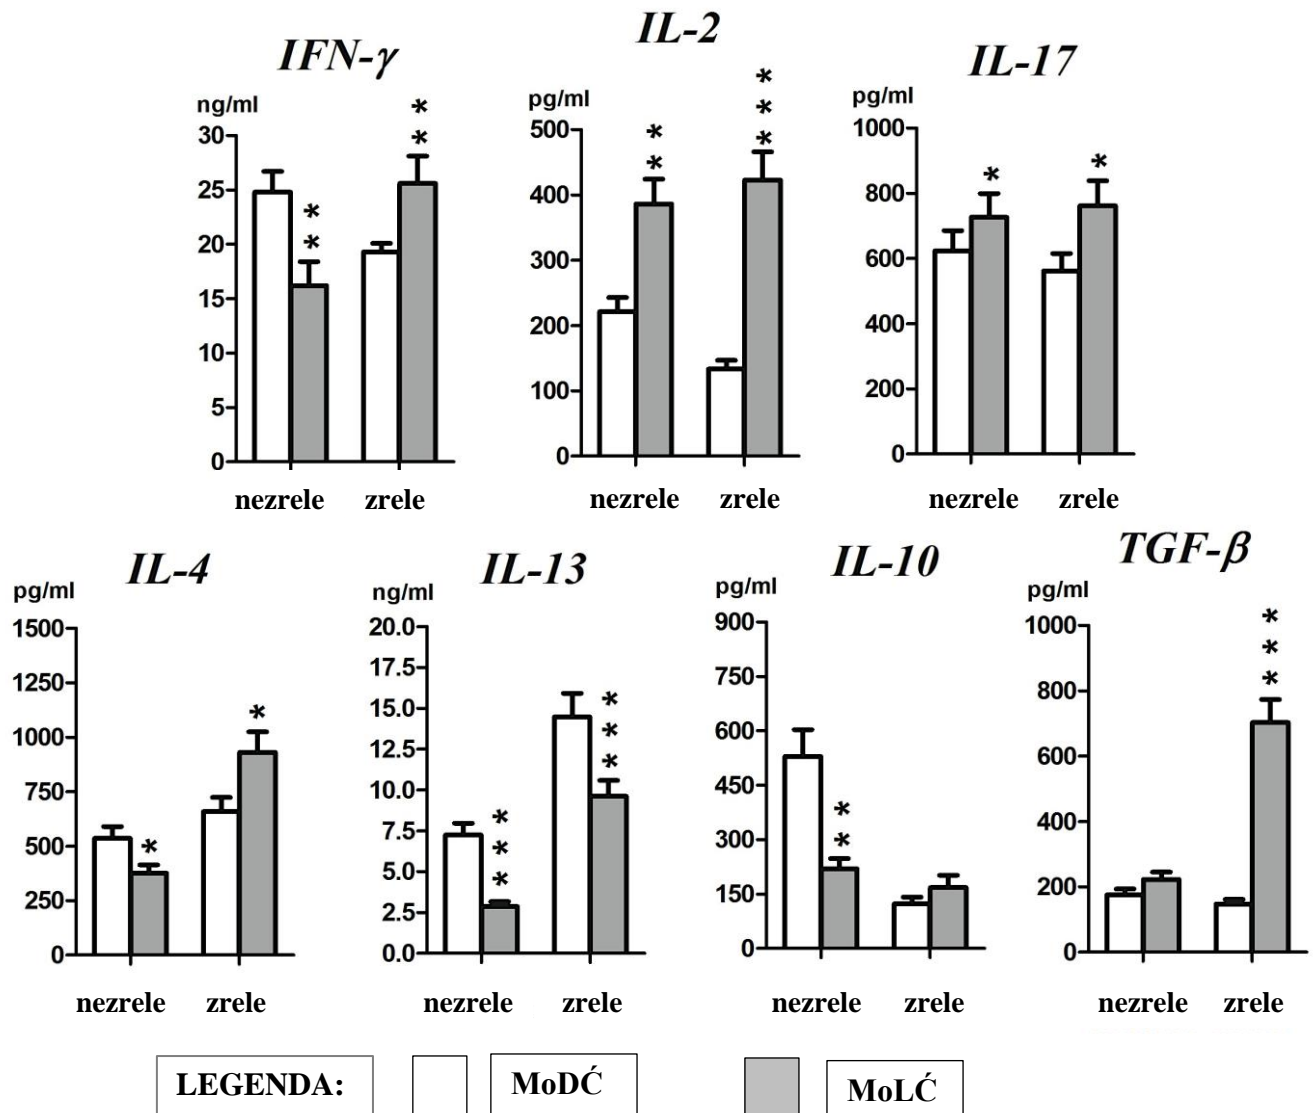 IFN-γ
ng/ml
30
25
20
15
10
5
0
**
**
nezrele zrele
IL-2
pg/ml
500
400
300
200
100
0
**
***
nezrele zrele
IL-17
pg/ml
1000
800
600
400
200
0
*
*
nezrele zrele
IL-4
pg/ml
1500
1250
1000
750
500
250
0
*
*
nezrele zrele
IL-13
ng/ml
20.0
17.5
15.0
12.5
10.0
7.5
5.0
2.5
0.0
***
***
nezrele zrele
IL-10
pg/ml
900
750
600
450
300
150
0
**
nezrele zrele
TGF-β
pg/ml
1000
800
600
400
200
0
***
nezrele zrele
LEGENDA: MoDĆ MoLĆ